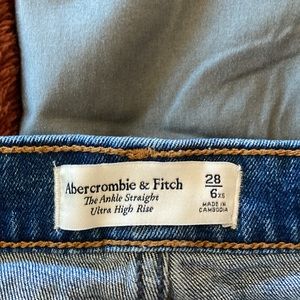 Abercrombie & Fitch
The Ankle Straight
Ultra High Rise
28
6 XS
MADE IN
CAMBODIA